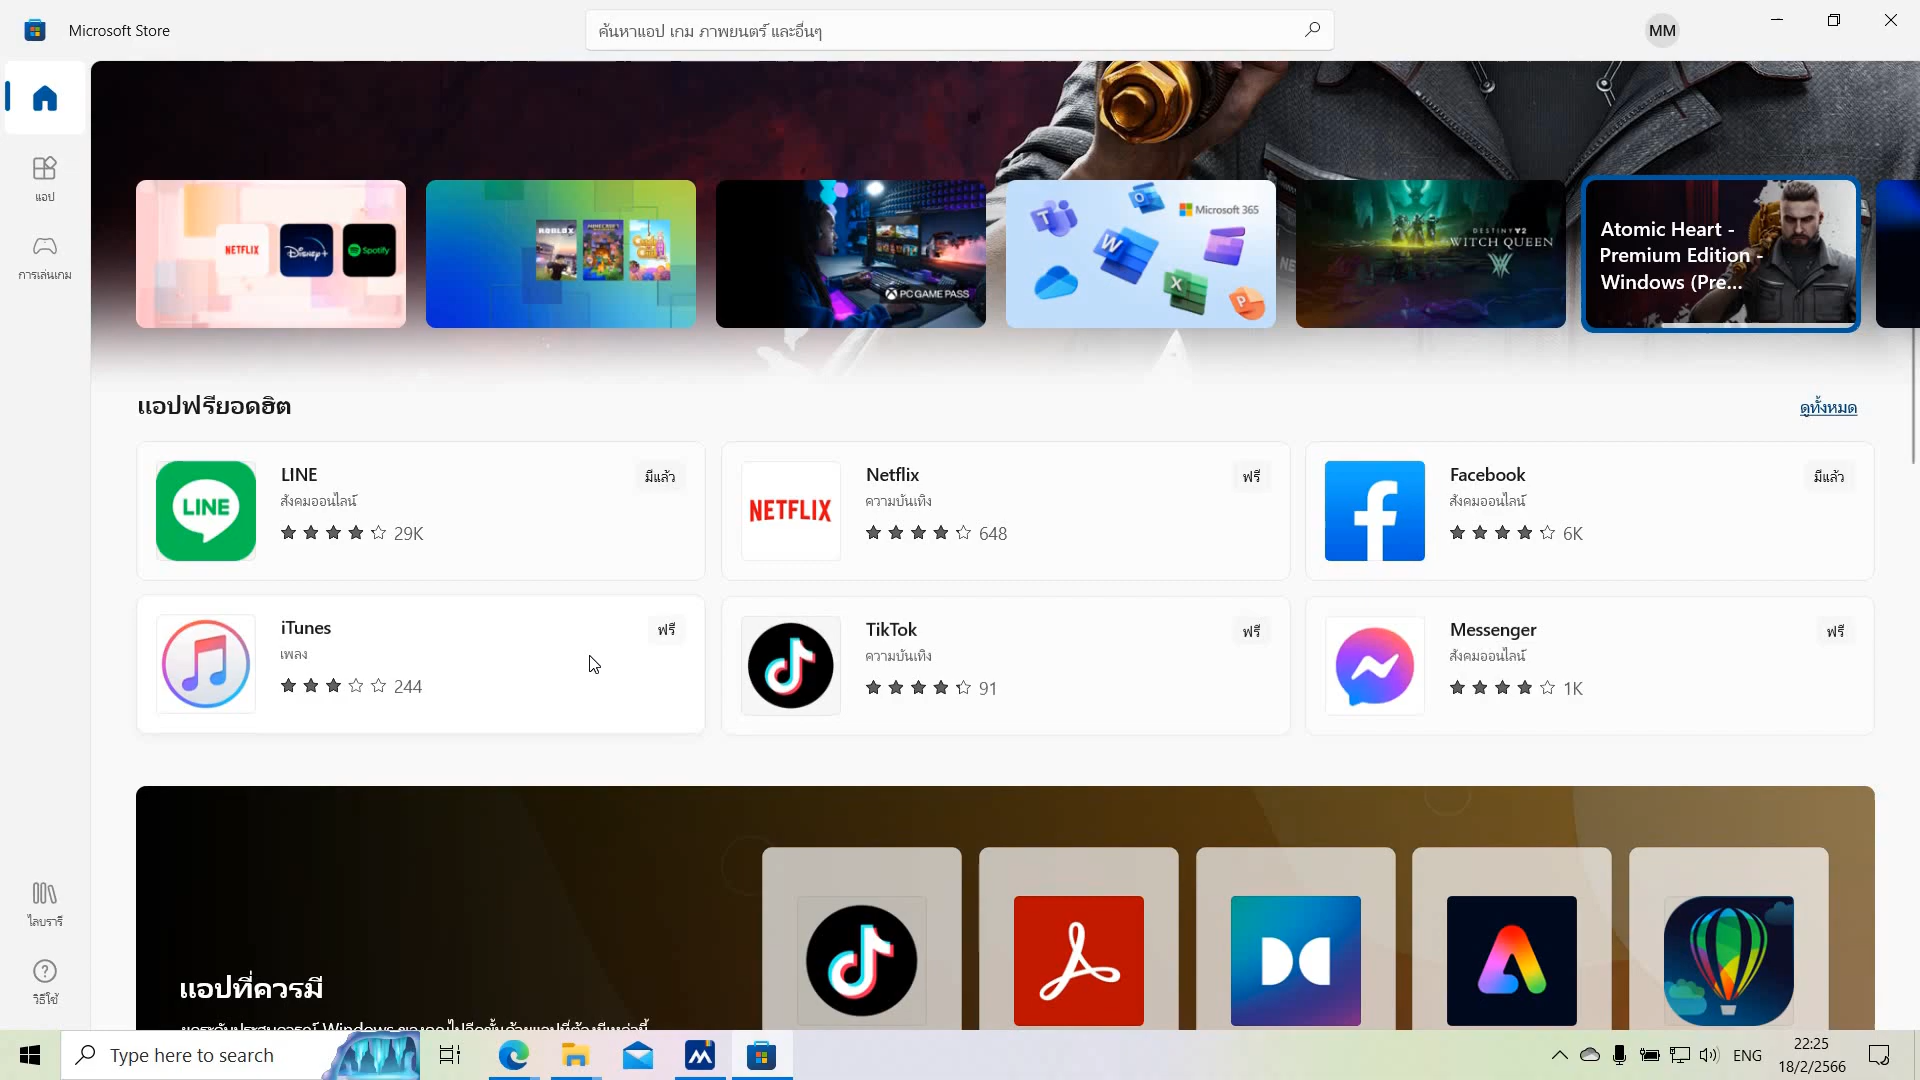 Microsoft Store
ค้นหาแอป เกม ภาพยนตร์ และอื่นๆ
MM
แอป
การเล่นเกม
NETFLIX
Disney+
Spotify
ROBLOX
MINECRAFT
PC GAME PASS
Microsoft 365
DESTINY 2
WITCH QUEEN
Atomic Heart -
Premium Edition -
Windows (Pre...
แอปฟรียอดฮิต
ดูทั้งหมด
LINE
LINE
สังคมออนไลน์
29K
มีแล้ว
NETFLIX
Netflix
ความบันเทิง
648
ฟรี
Facebook
สังคมออนไลน์
6K
มีแล้ว
iTunes
เพลง
244
ฟรี
TikTok
ความบันเทิง
91
ฟรี
Messenger
สังคมออนไลน์
1K
ฟรี
ไลบรารี
วิธีใช้
แอปที่ควรมี
Type here to search
ENG
22:25
18/2/2566